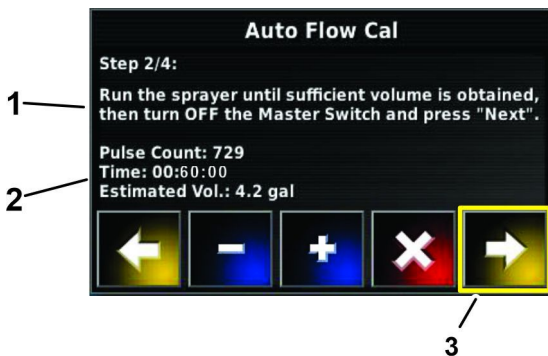 Auto Flow Cal
Step 2/4:
1
Run the sprayer until sufficient volume is obtained,
then turn OFF the Master Switch and press "Next".
Pulse Count: 729
2
Time: 00:60:00
Estimated Vol.: 4.2 gal
3